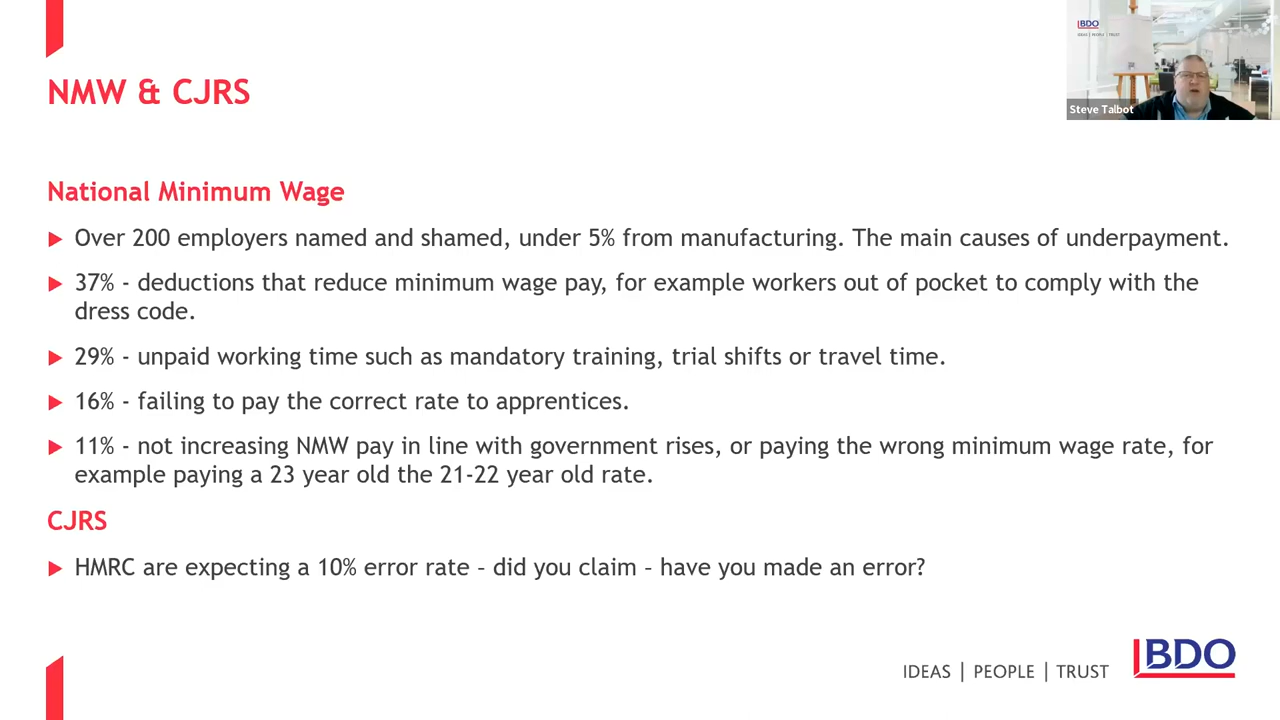 BDO
IDEAS | PEOPLE | TRUST
Steve Talbot
NMW & CJRS
National Minimum Wage
Over 200 employers named and shamed, under 5% from manufacturing. The main causes of underpayment.
37% - deductions that reduce minimum wage pay, for example workers out of pocket to comply with the
dress code.
29% - unpaid working time such as mandatory training, trial shifts or travel time.
16% - failing to pay the correct rate to apprentices.
11% - not increasing NMW pay in line with government rises, or paying the wrong minimum wage rate, for
example paying a 23 year old the 21-22 year old rate.
CJRS
HMRC are expecting a 10% error rate – did you claim – have you made an error?
IDEAS | PEOPLE | TRUST
BDO